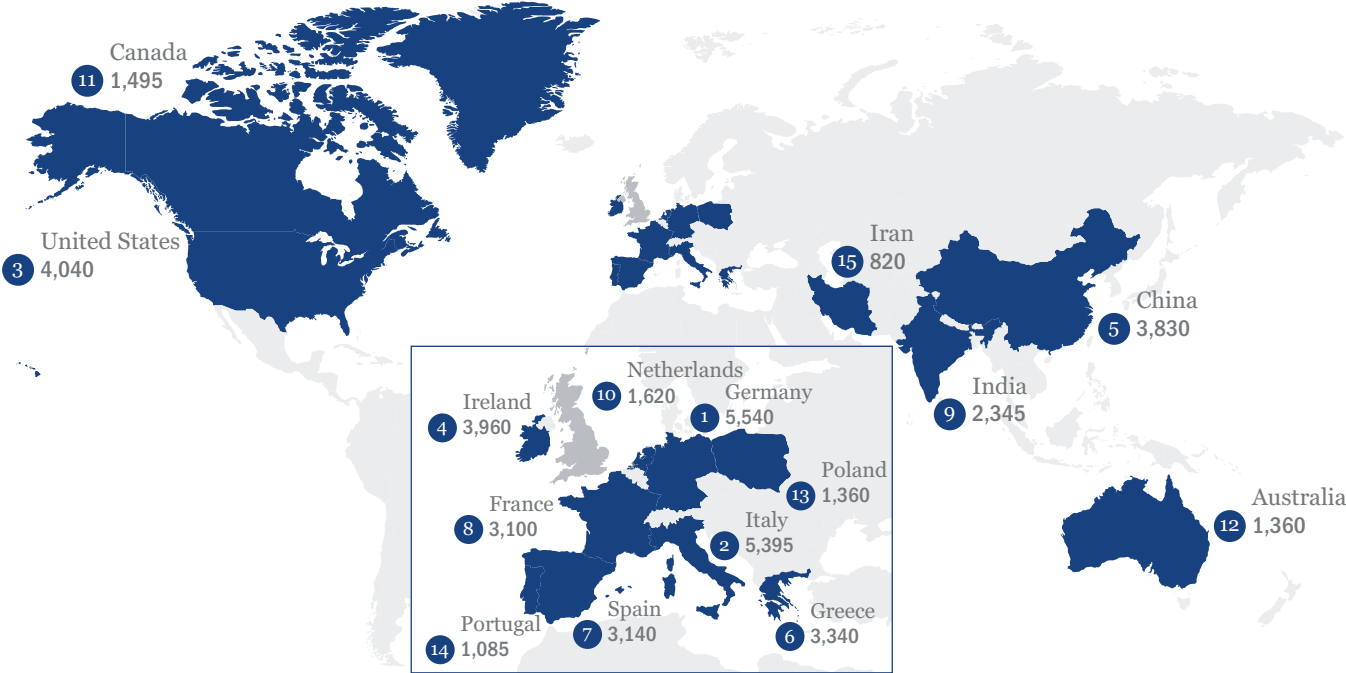 Canada
11 1,495
United States
3 4,040
Iran
15 820
China
5 3,830
India
9 2,345
Australia
12 1,360
Netherlands
10 1,620
Germany
1 5,540
Ireland
4 3,960
Poland
13 1,360
France
8 3,100
Italy
2 5,395
Spain
7 3,140
Greece
6 3,340
Portugal
14 1,085